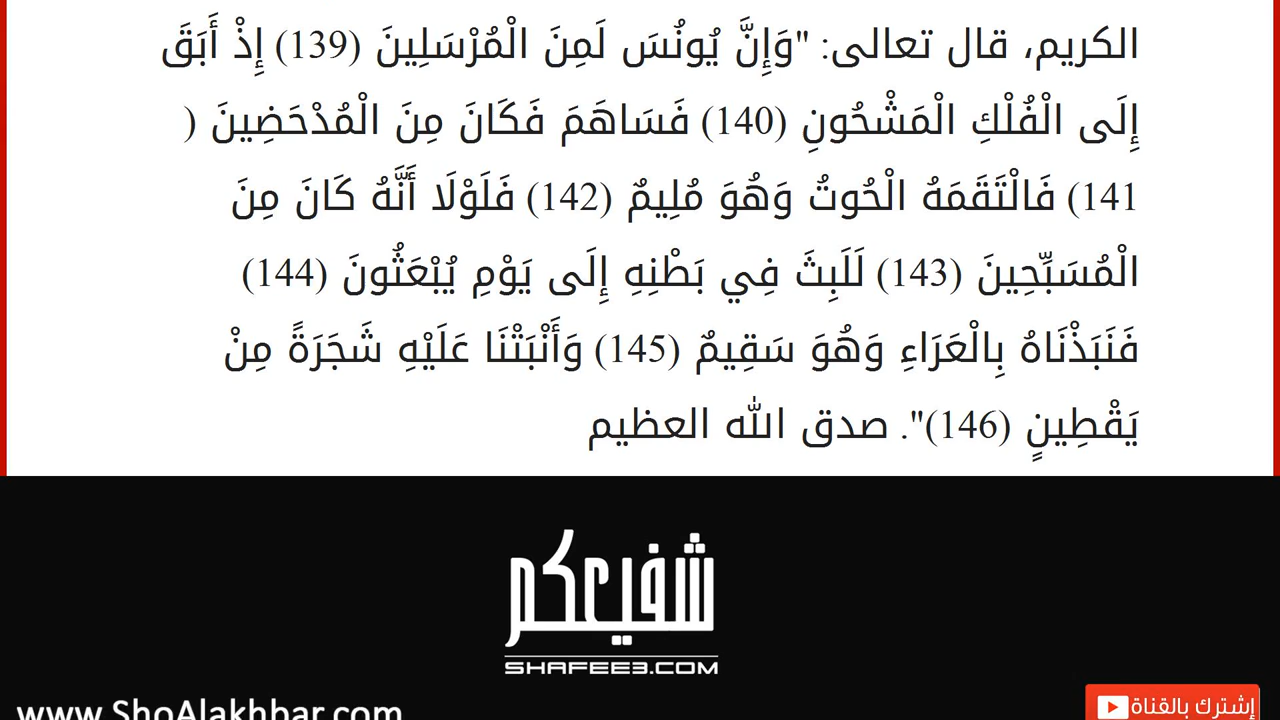 الكريم، قال تعالى: "وَإِنَّ يُونُسَ لَمِنَ الْمُرْسَلِينَ (139) إِذْ أَبَقَ
إِلَى الْفُلْكِ الْمَشْحُونِ (140) فَسَاهَمَ فَكَانَ مِنَ الْمُدْحَضِينَ (
141) فَالْتَقَمَهُ الْحُوتُ وَهُوَ مُلِيمٌ (142) فَلَوْلَا أَنَّهُ كَانَ مِنَ
الْمُسَبِّحِينَ (143) لَلَبِثَ فِي بَطْنِهِ إِلَى يَوْمِ يُبْعَثُونَ (144)
فَنَبَذْنَاهُ بِالْعَرَاءِ وَهُوَ سَقِيمٌ (145) وَأَنْبَتْنَا عَلَيْهِ شَجَرَةً مِنْ
يَقْطِينٍ (146)". صدق الله العظيم
شفيعكم
SHAFEE3.COM
www.ShoAlakhbar.com
إشترك بالقناة